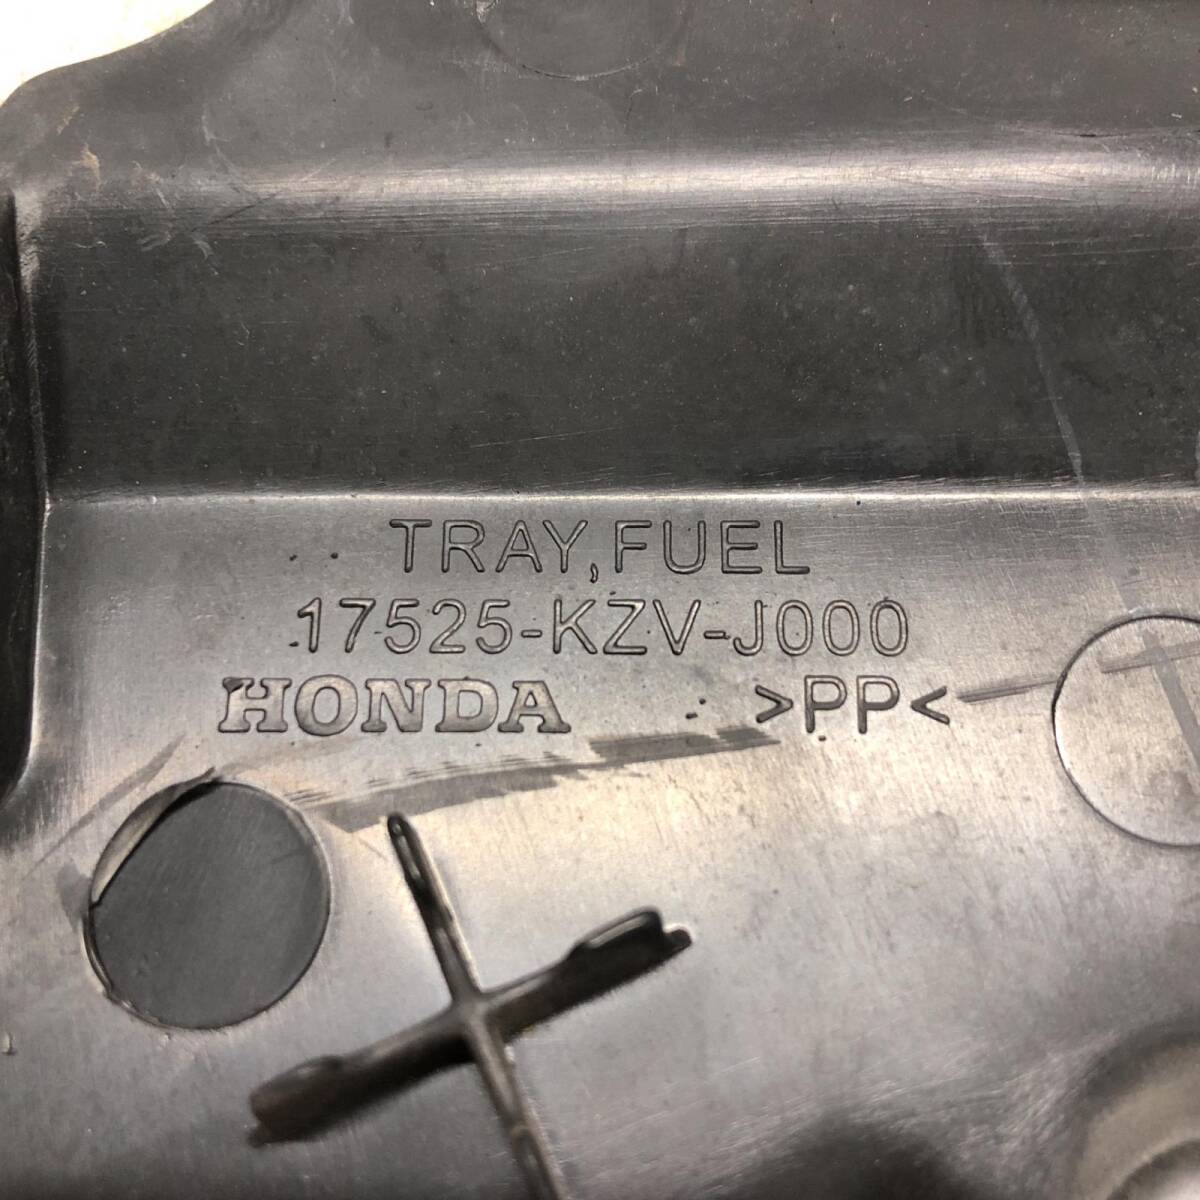 TRAY,FUEL
17525-KZV-J000
HONDA >PP<